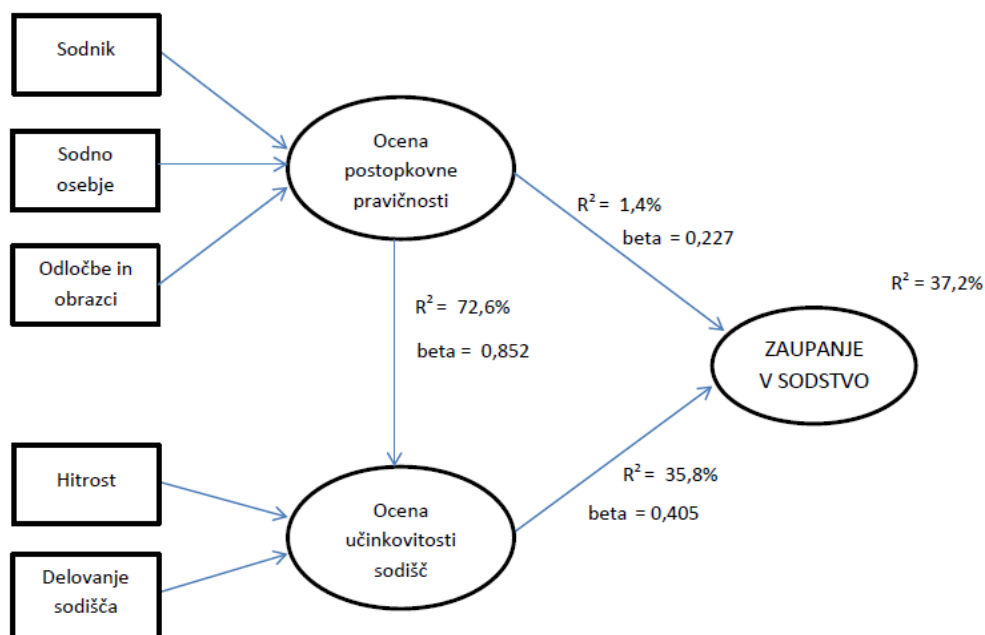 Sodnik
Sodno
osebje
Odločbe in
obrazci
Ocena
postopkovne
pravičnosti
R² = 1,4%
beta = 0,227
R² = 72,6%
beta = 0,852
R² = 37,2%
ZAUPANJE
V SODSTVO
Hitrost
Delovanje
sodišča
Ocena
učinkovitosti
sodišč
R² = 35,8%
beta = 0,405